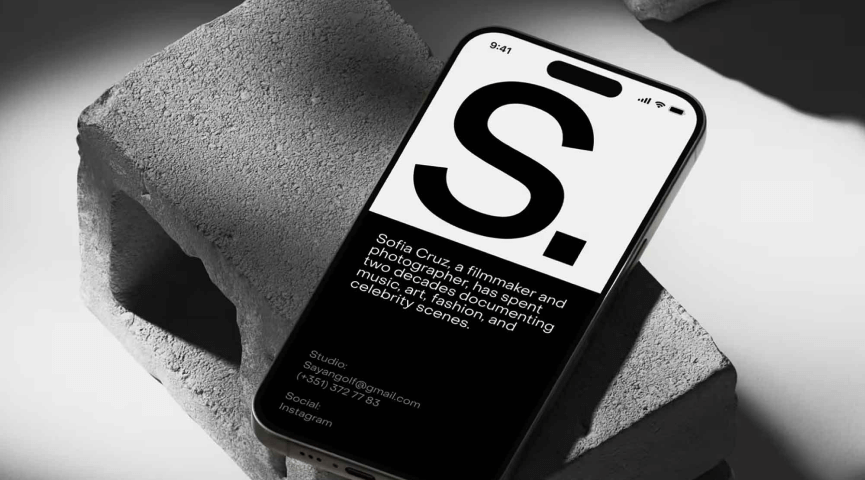 9:41
S.
Sofia Cruz, a filmmaker and
photographer, has spent
two decades documenting
music, art, fashion, and
celebrity scenes.
Studio:
Sayangolf@gmail.com
(+351) 372 77 83
Social:
Instagram